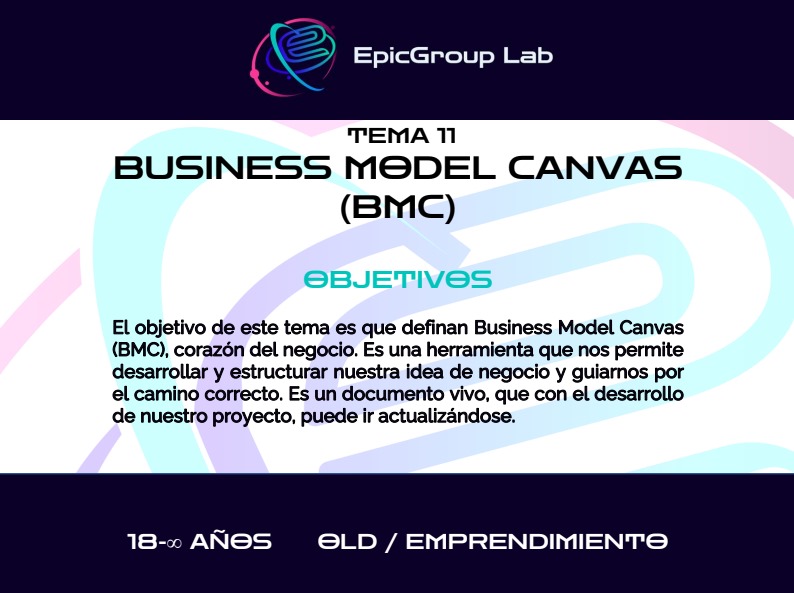 EpicGroup Lab
TEMA 11
BUSINESS MODEL CANVAS
(BMC)
OBJETIVOS
El objetivo de este tema es que definan Business Model Canvas
(BMC), corazón del negocio. Es una herramienta que nos permite
desarrollar y estructurar nuestra idea de negocio y guiarnos por
el camino correcto. Es un documento vivo, que con el desarrollo
de nuestro proyecto, puede ir actualizándose.
18-∞ AÑOS OLD / EMPRENDIMIENTO